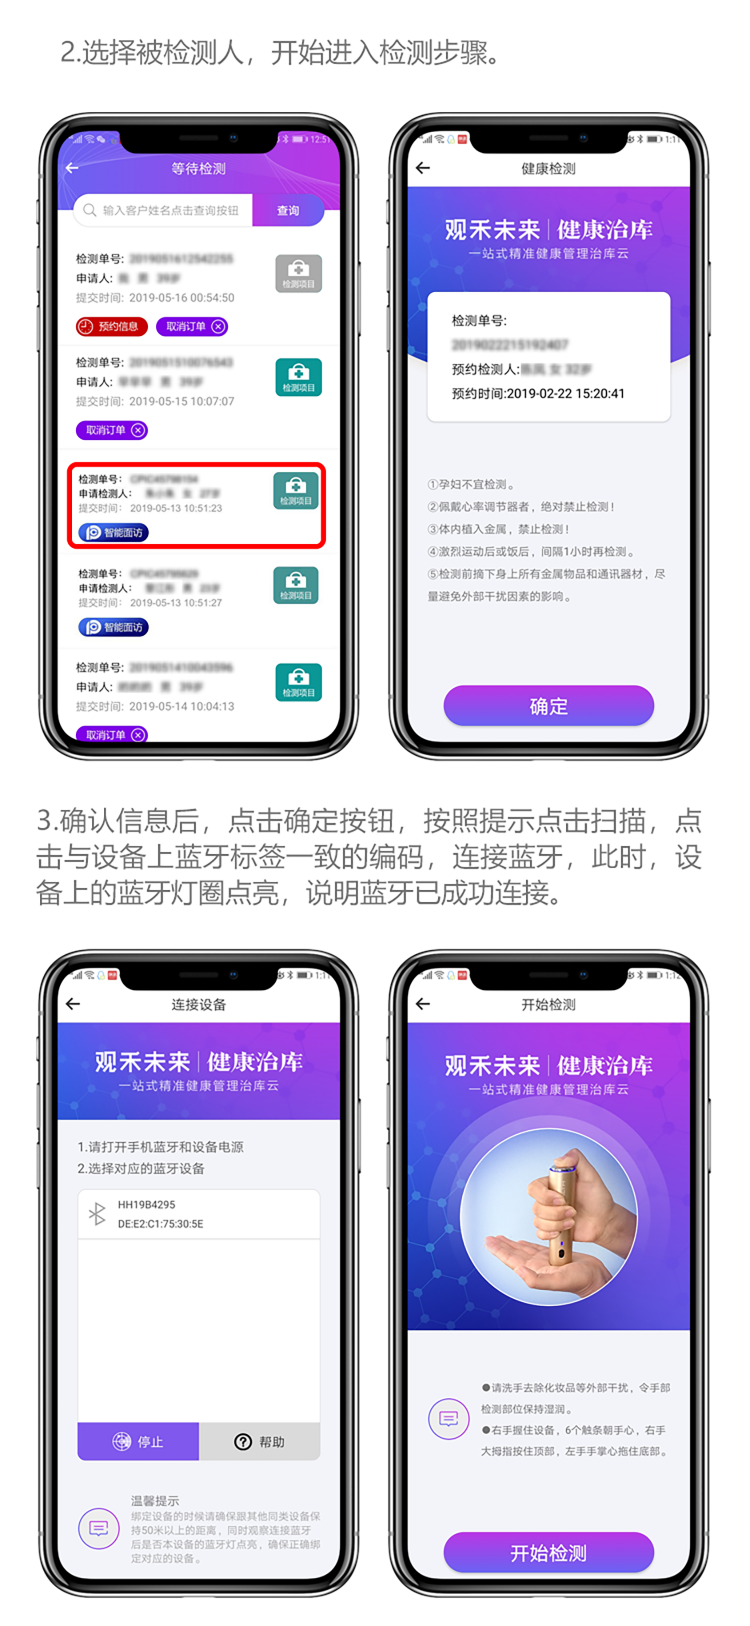 2.选择被检测人，开始进入检测步骤。
12:51
等待检测
输入客户姓名点击查询按钮
查询
检测单号:
申请人:
提交时间: 2019-05-16 00:54:50
检测项目
预约信息
取消订单
检测单号:
申请人:
提交时间: 2019-05-15 10:07:07
检测项目
取消订单
检测单号:
申请检测人:
提交时间: 2019-05-13 10:51:23
检测项目
智能面访
检测单号:
申请检测人:
提交时间: 2019-05-13 10:51:27
检测项目
智能面访
检测单号:
申请人:
提交时间: 2019-05-14 10:04:13
检测项目
取消订单
健康检测
观禾未来|健康治库
一站式精准健康管理治库云
检测单号:
预约检测人:
预约时间:2019-02-22 15:20:41
①孕妇不宜检测。
②佩戴心率调节器者，绝对禁止检测！
③体内植入金属，禁止检测！
④激烈运动后或饭后，间隔1小时再检测。
⑤检测前摘下身上所有金属物品和通讯器材，尽
量避免外部干扰因素的影响。
确定
3.确认信息后，点击确定按钮，按照提示点击扫描，点
击与设备上蓝牙标签一致的编码，连接蓝牙，此时，设
备上的蓝牙灯圈点亮，说明蓝牙已成功连接。
连接设备
观禾未来|健康治库
一站式精准健康管理治库云
1.请打开手机蓝牙和设备电源
2.选择对应的蓝牙设备
HH19B4295
DE:E2:C1:75:30:5E
停止
帮助
温馨提示
绑定设备的时候请确保跟其他同类设备保
持50米以上的距离，同时观察连接蓝牙
后是否本设备的蓝牙灯点亮，确保正确绑
定对应的设备。
开始检测
观禾未来|健康治库
一站式精准健康管理治库云
●请洗手去除化妆品等外部干扰，令手部
检测部位保持湿润。
●右手握住设备，6个触条朝手心，右手
大拇指按住顶部，左手手掌心拖住底部。
开始检测